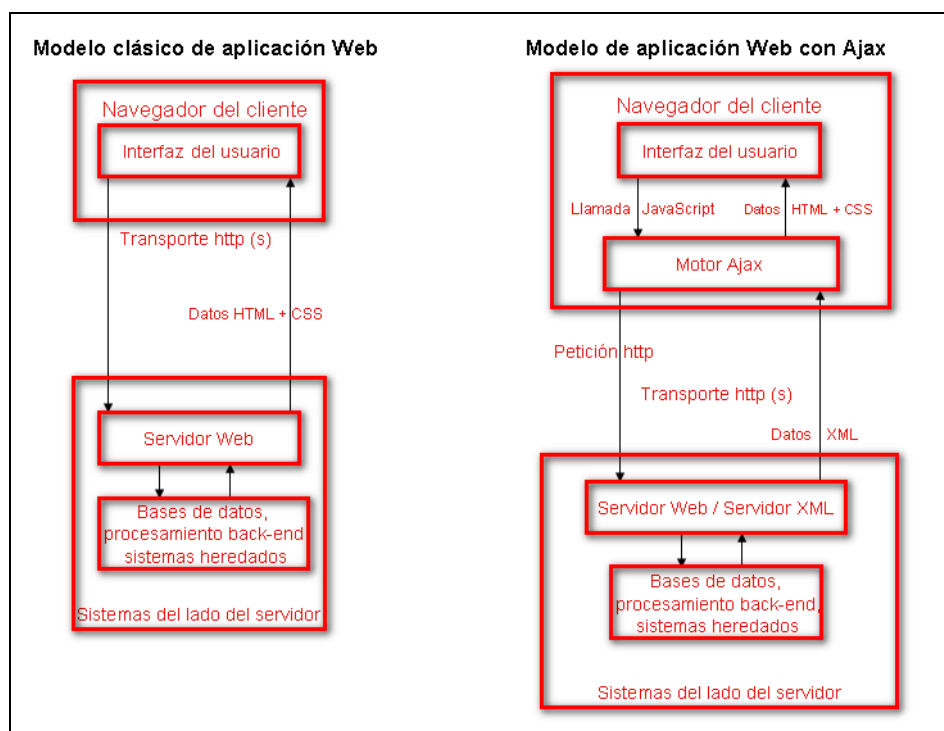 Modelo clásico de aplicación Web
Navegador del cliente
Interfaz del usuario
Transporte http (s)
Datos HTML + CSS
Servidor Web
Bases de datos,
procesamiento back-end
sistemas heredados
Sistemas del lado del servidor
Modelo de aplicación Web con Ajax
Navegador del cliente
Interfaz del usuario
Llamada JavaScript
Datos HTML + CSS
Motor Ajax
Petición http
Transporte http (s)
Datos XML
Servidor Web / Servidor XML
Bases de datos,
procesamiento back-end,
sistemas heredados
Sistemas del lado del servidor